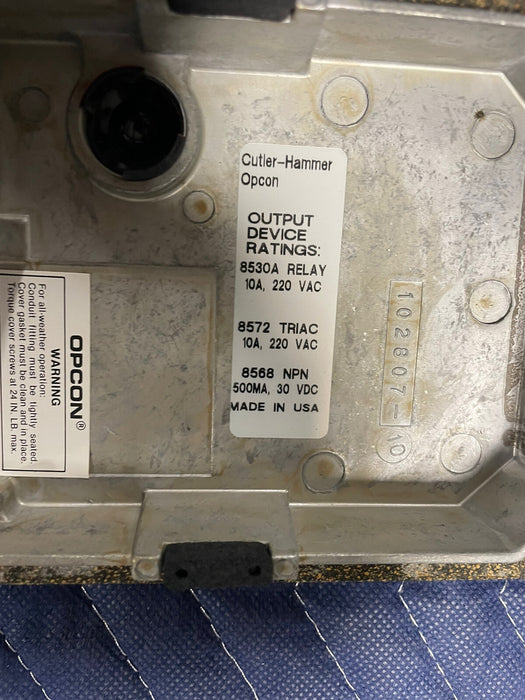 Cutler-Hammer
Opcon
OUTPUT
DEVICE
RATINGS:
8530A RELAY
10A, 220 VAC
8572 TRIAC
10A, 220 VAC
8568 NPN
500MA, 30 VDC
MADE IN USA
OPCON®
WARNING
For all-weather operation:
Conduit fitting must be tightly sealed.
Cover gasket must be clean and in place.
Torque cover screws at 24 IN. LB. max.
102607-
10